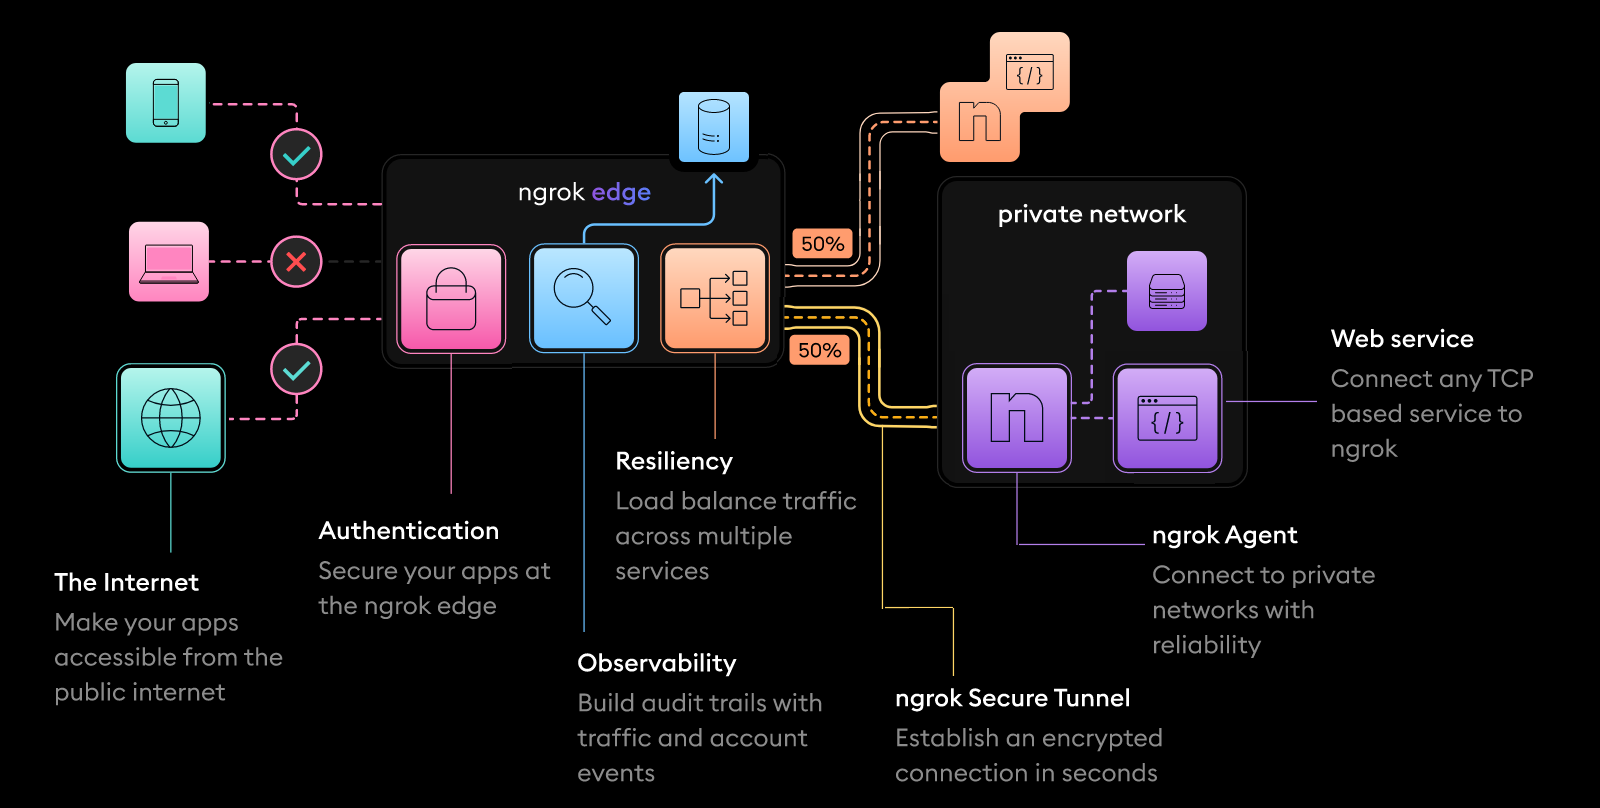 ngrok edge
private network
50%
50%
{/}
n
{/}
n
Web service
Connect any TCP
based service to
ngrok
Resiliency
Load balance traffic
across multiple
services
Authentication
Secure your apps at
the ngrok edge
ngrok Agent
Connect to private
networks with
reliability
The Internet
Make your apps
accessible from the
public internet
Observability
Build audit trails with
traffic and account
events
ngrok Secure Tunnel
Establish an encrypted
connection in seconds